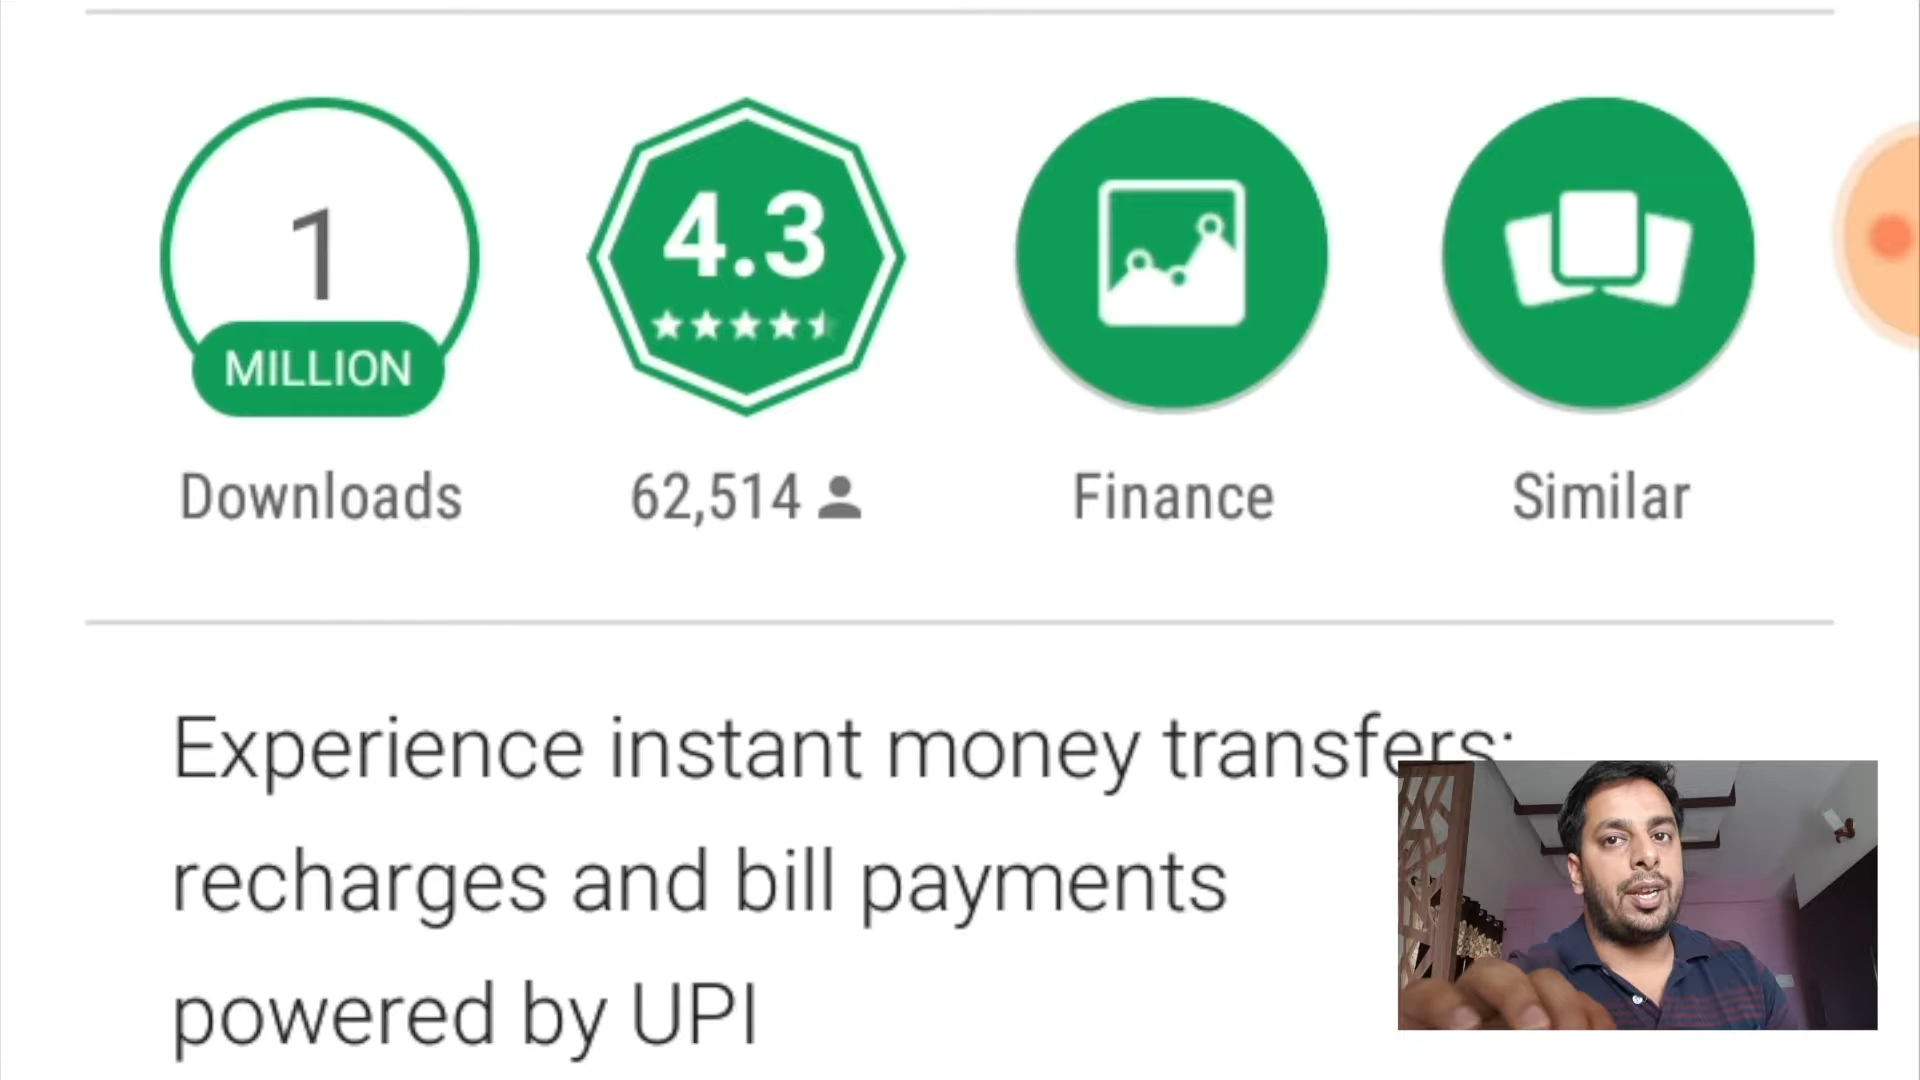 1
MILLION
Downloads
4.3
62,514
Finance
Similar
Experience instant money transfers;
recharges and bill payments
powered by UPI